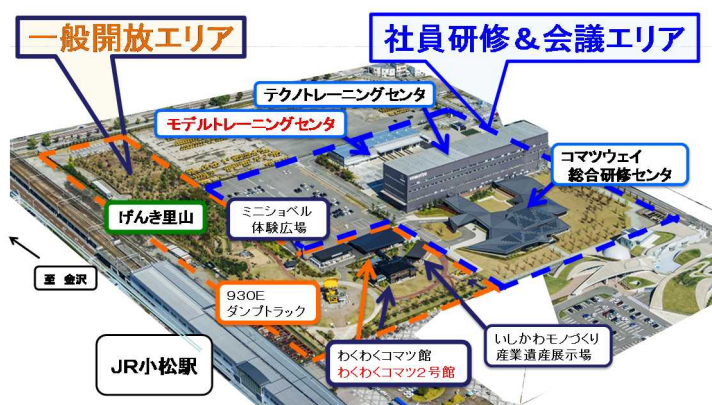 一般開放エリア
社員研修＆会議エリア
テクノトレーニングセンタ
モデルトレーニングセンタ
コマツウェイ
総合研修センタ
げんき里山
ミニショベル
体験広場
至 金沢
930E
ダンプトラック
JR小松駅
わくわくコマツ館
わくわくコマツ2号館
いしかわモノづくり
産業遺産展示場
KOMATSU